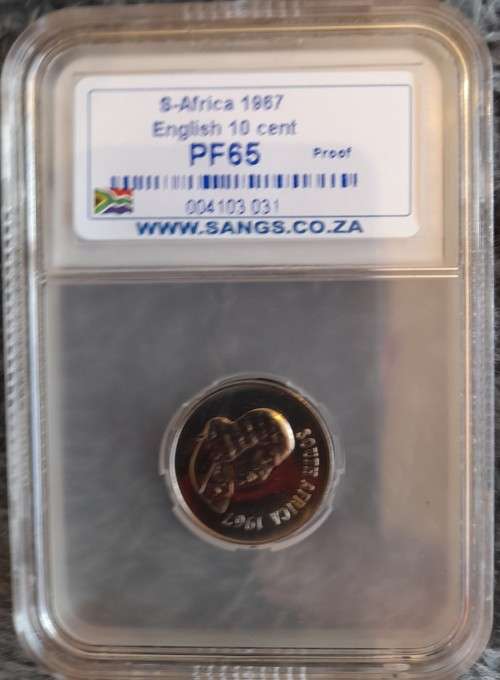 S-Africa 1967
English 10 cent
PF65 Proof
004103 031
WWW.SANGS.CO.ZA
SOUTH AFRICA 1967